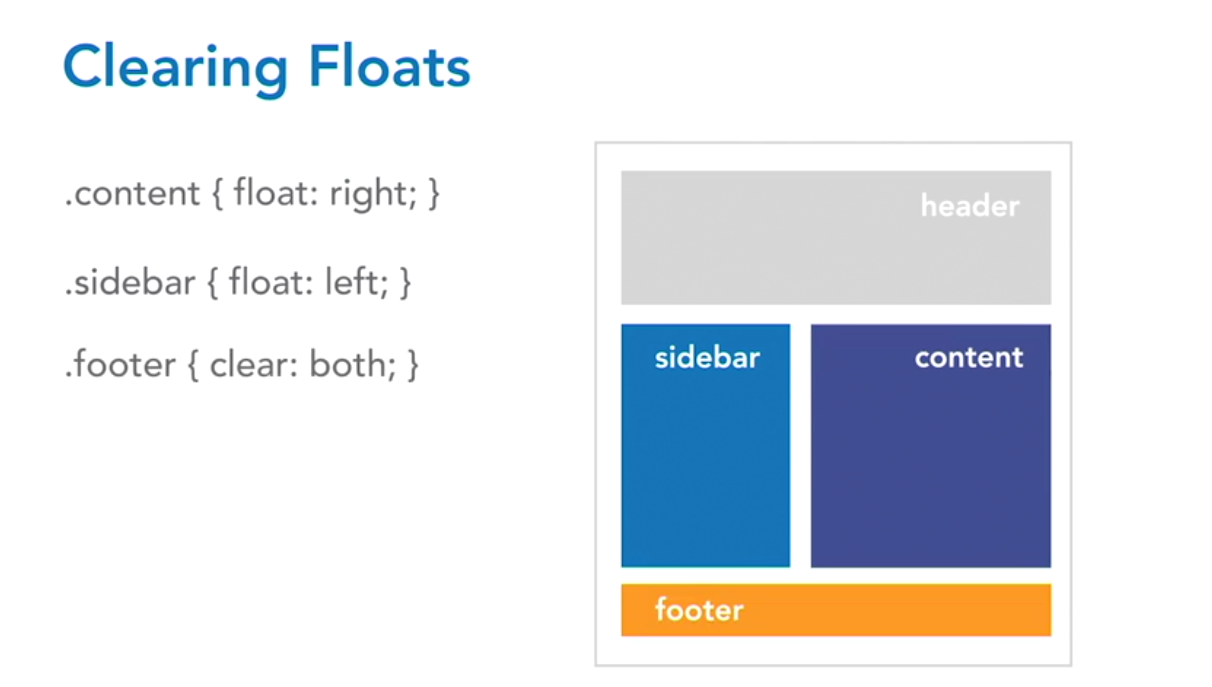 Clearing Floats
.content { float: right; }
.sidebar { float: left; }
.footer { clear: both; }
header
sidebar
content
footer